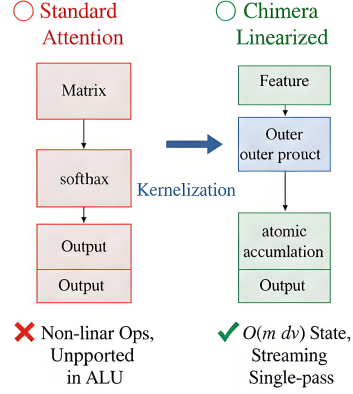 Standard
Attention
Matrix
softhax
Output
Output
Non-linar Ops,
Unpported
in ALU
Kernelization
Chimera
Linearized
Feature
Outer
outer prouct
atomic
accumlation
Output
O(m dv) State,
Streaming
Single-pass